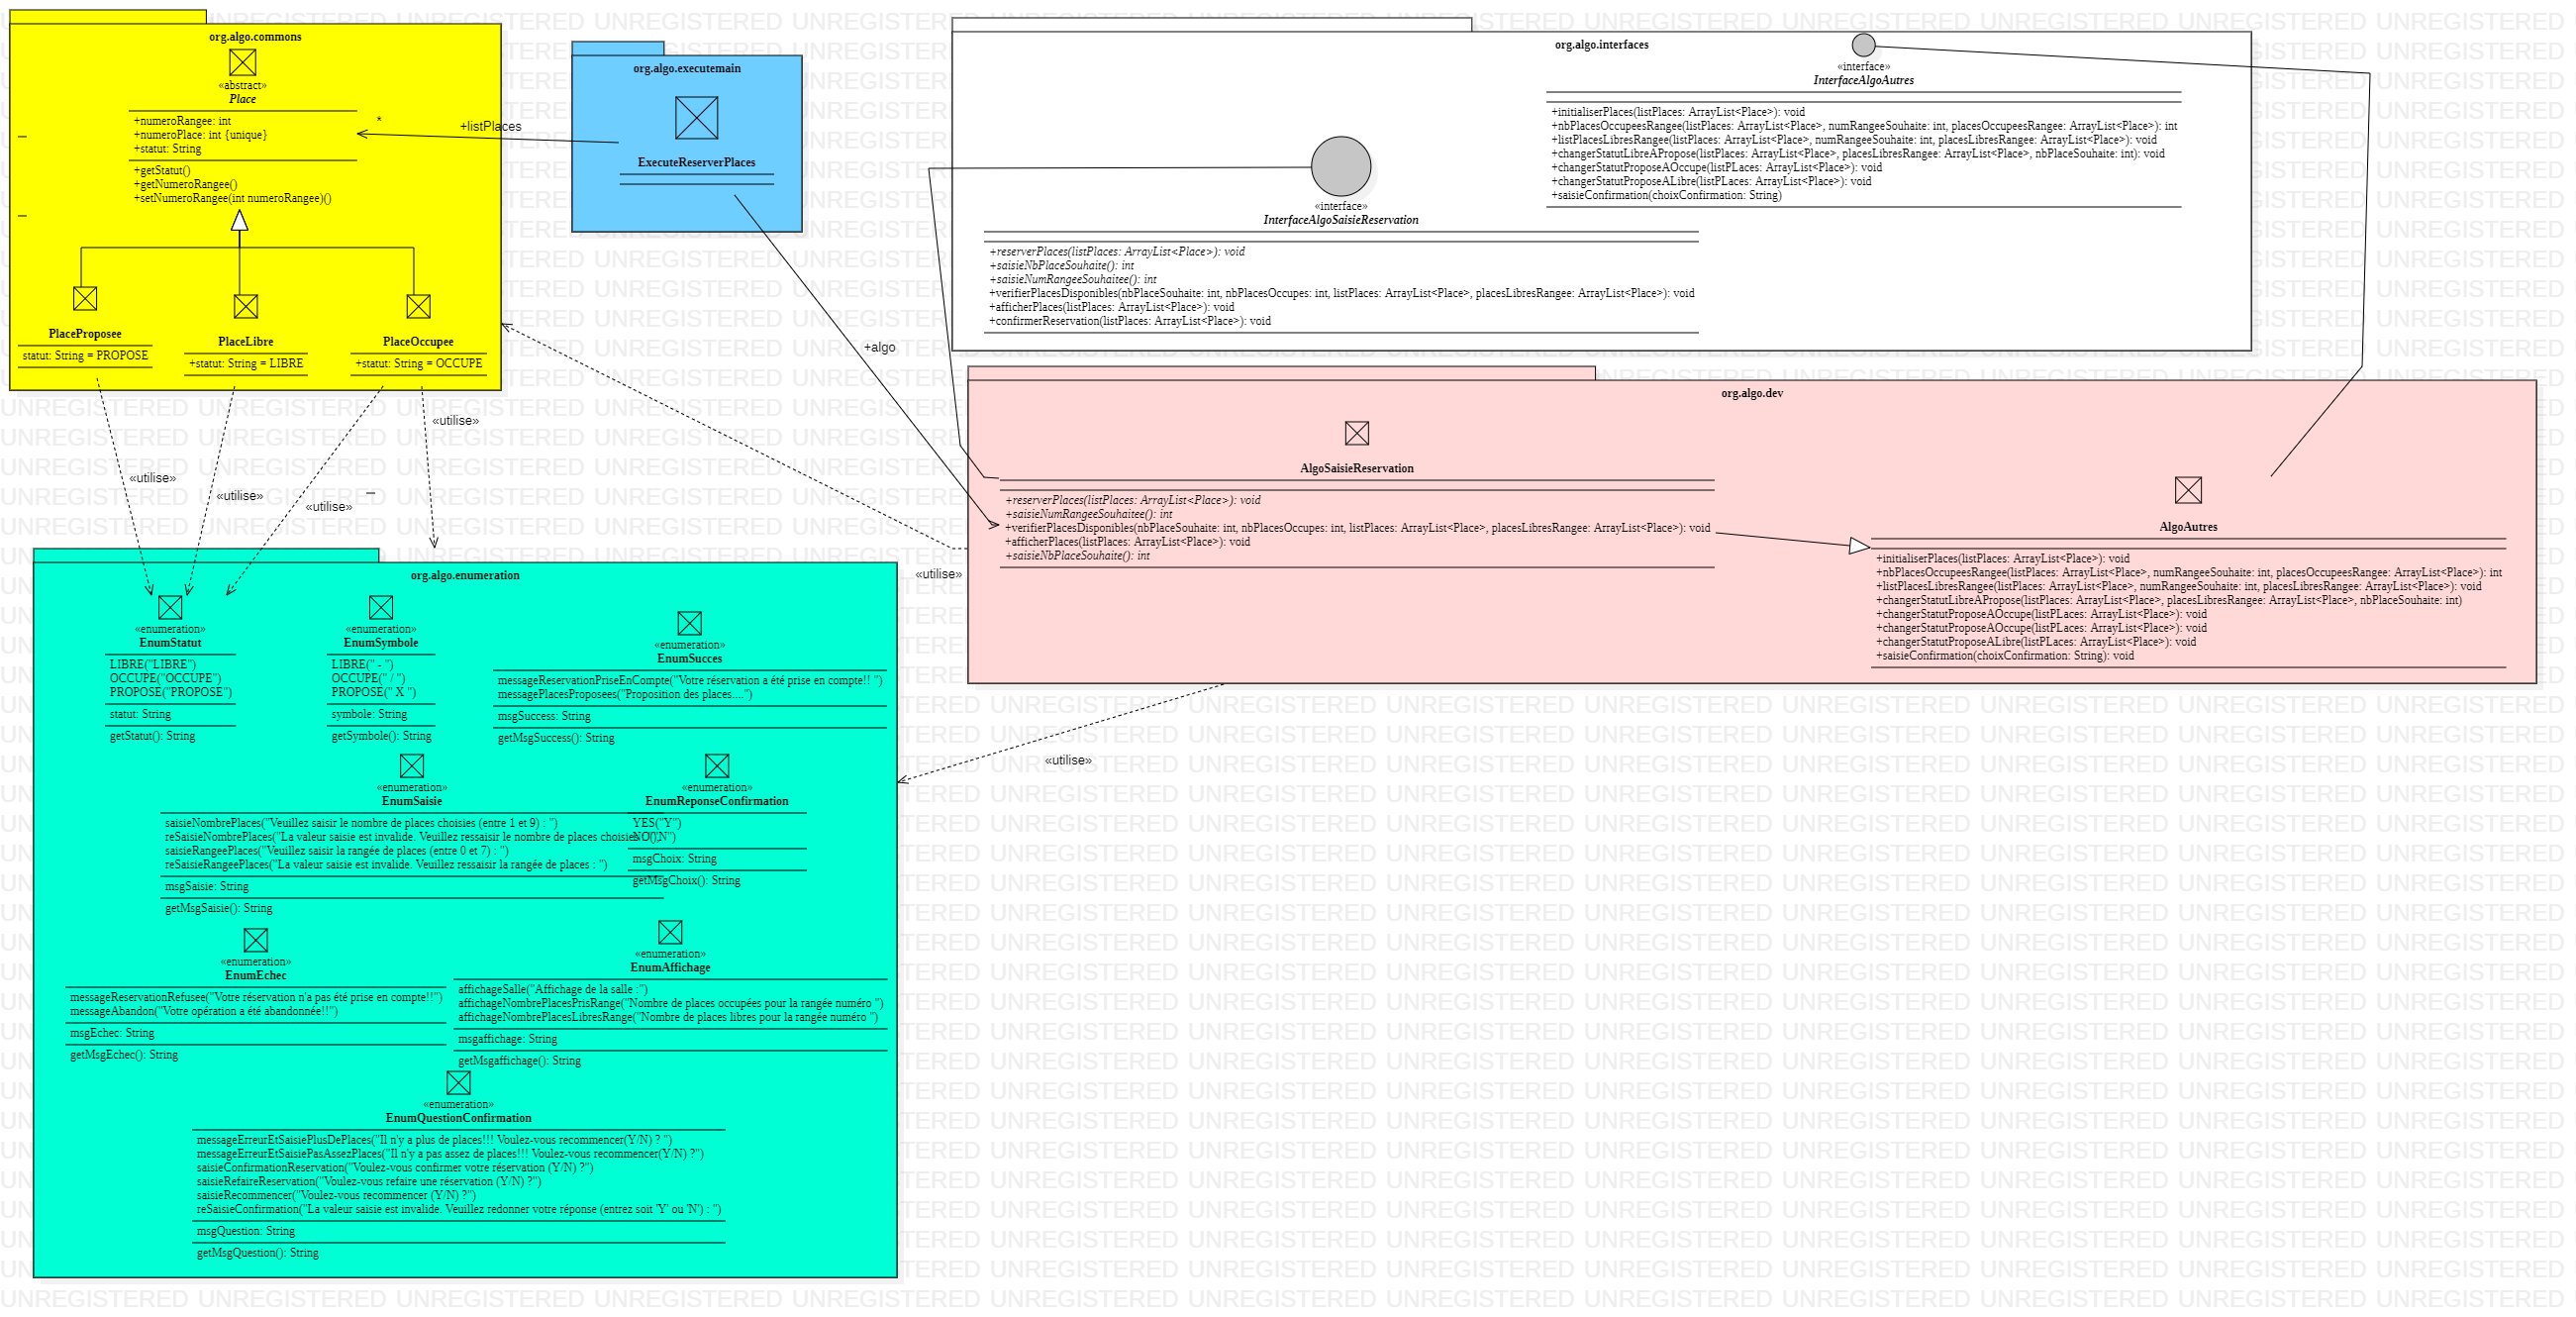 org.algo.commons
«abstract»
Place
+numeroRangee: int
+numeroPlace: int {unique}
+statut: String
+getStatut()
+getNumeroRangee()
+setNumeroRangee(int numeroRangee)()
PlaceProposee
statut: String = PROPOSE
PlaceLibre
+statut: String = LIBRE
PlaceOccupee
+statut: String = OCCUPE
*
+listPlaces
org.algo.executemain
ExecuteReserverPlaces
+algo
org.algo.interfaces
«interface»
InterfaceAlgoAutres
+initialiserPlaces(listPlaces: ArrayList<Place>): void
+nbPlacesOccupeesRangee(listPlaces: ArrayList<Place>, numRangeeSouhaite: int, placesOccupeesRangee: ArrayList<Place>): int
+listPlacesLibresRangee(listPlaces: ArrayList<Place>, numRangeeSouhaite: int, placesLibresRangee: ArrayList<Place>): void
+changerStatutLibreAPropose(listPlaces: ArrayList<Place>, placesLibresRangee: ArrayList<Place>, nbPlaceSouhaite: int): void
+changerStatutProposeAOccupe(listPLaces: ArrayList<Place>): void
+changerStatutProposeALibre(listPLaces: ArrayList<Place>): void
+saisieConfirmation(choixConfirmation: String)
«interface»
InterfaceAlgoSaisieReservation
+reserverPlaces(listPlaces: ArrayList<Place>): void
+saisieNbPlaceSouhaite(): int
+saisieNumRangeeSouhaitee(): int
+verifierPlacesDisponibles(nbPlaceSouhaite: int, nbPlacesOccupes: int, listPlaces: ArrayList<Place>, placesLibresRangee: ArrayList<Place>): void
+afficherPlaces(listPlaces: ArrayList<Place>): void
+confirmerReservation(listPlaces: ArrayList<Place>): void
org.algo.dev
AlgoSaisieReservation
+reserverPlaces(listPlaces: ArrayList<Place>): void
+saisieNumRangeeSouhaitee(): int
+verifierPlacesDisponibles(nbPlaceSouhaite: int, nbPlacesOccupes: int, listPlaces: ArrayList<Place>, placesLibresRangee: ArrayList<Place>): void
+afficherPlaces(listPlaces: ArrayList<Place>): void
+saisieNbPlaceSouhaite(): int
AlgoAutres
+initialiserPlaces(listPlaces: ArrayList<Place>): void
+nbPlacesOccupeesRangee(listPlaces: ArrayList<Place>, numRangeeSouhaite: int, placesOccupeesRangee: ArrayList<Place>): int
+listPlacesLibresRangee(listPlaces: ArrayList<Place>, numRangeeSouhaite: int, placesLibresRangee: ArrayList<Place>): void
+changerStatutLibreAPropose(listPlaces: ArrayList<Place>, placesLibresRangee: ArrayList<Place>, nbPlaceSouhaite: int)
+changerStatutProposeAOccupe(listPLaces: ArrayList<Place>): void
+changerStatutProposeAOccupe(listPLaces: ArrayList<Place>): void
+changerStatutProposeALibre(listPLaces: ArrayList<Place>): void
+saisieConfirmation(choixConfirmation: String): void
«utilise»
«utilise»
«utilise»
«utilise»
«utilise»
«utilise»
org.algo.enumeration
«enumeration»
EnumStatut
LIBRE("LIBRE")
OCCUPE("OCCUPE")
PROPOSE("PROPOSE")
statut: String
getStatut(): String
«enumeration»
EnumSymbole
LIBRE(" - ")
OCCUPE(" / ")
PROPOSE(" X ")
symbole: String
getSymbole(): String
«enumeration»
EnumSucces
messageReservationPriseEnCompte("Votre réservation a été prise en compte!! ")
messagePlacesProposees("Proposition des places....")
msgSuccess: String
getMsgSuccess(): String
«enumeration»
EnumSaisie
saisieNombrePlaces("Veuillez saisir le nombre de places choisies (entre 1 et 9) : ")
reSaisieNombrePlaces("La valeur saisie est invalide. Veuillez ressaisir le nombre de places choisies
saisieRangeePlaces("Veuillez saisir la rangée de places (entre 0 et 7) : ")
reSaisieRangeePlaces("La valeur saisie est invalide. Veuillez ressaisir la rangée de places : ")
msgSaisie: String
getMsgSaisie(): String
«enumeration»
EnumReponseConfirmation
YES("Y")
NO("N")
msgChoix: String
getMsgChoix(): String
«enumeration»
EnumEchec
messageReservationRefusee("Votre réservation n'a pas été prise en compte!!")
messageAbandon("Votre opération a été abandonnée!!")
msgEchec: String
getMsgEchec(): String
«enumeration»
EnumAffichage
affichageSalle("Affichage de la salle :")
affichageNombrePlacesPrisRange("Nombre de places occupées pour la rangée numéro ")
affichageNombrePlacesLibresRange("Nombre de places libres pour la rangée numéro ")
msgaffichage: String
getMsgaffichage(): String
«enumeration»
EnumQuestionConfirmation
messageErreurEtSaisiePlusDePlaces("Il n'y a plus de places!!! Voulez-vous recommencer(Y/N) ? ")
messageErreurEtSaisiePasAssezPlaces("Il n'y a pas assez de places!!! Voulez-vous recommencer(Y/N) ?")
saisieConfirmationReservation("Voulez-vous confirmer votre réservation (Y/N) ?")
saisieRefaireReservation("Voulez-vous refaire une réservation (Y/N) ?")
saisieRecommencer("Voulez-vous recommencer (Y/N) ?")
reSaisieConfirmation("La valeur saisie est invalide. Veuillez redonner votre réponse (entrez soit 'Y' ou 'N') : ")
msgQuestion: String
getMsgQuestion(): String
UNREGISTERED